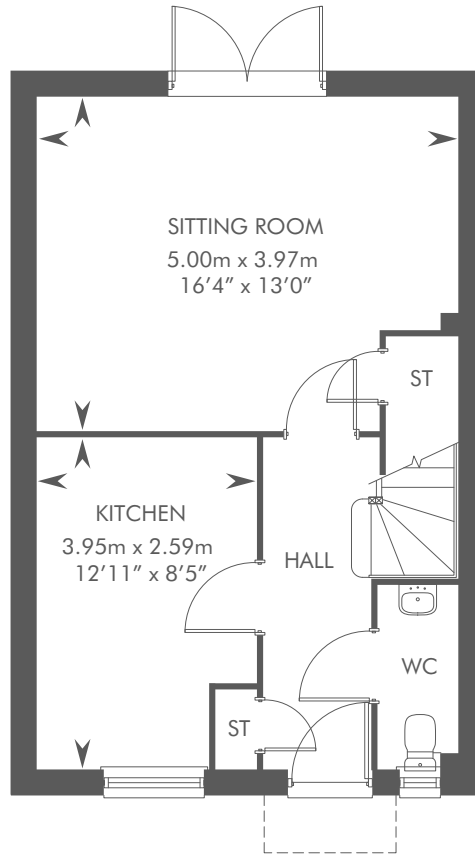 SITTING ROOM
5.00m x 3.97m
16’4” x 13’0”
ST
KITCHEN
3.95m x 2.59m
12’11” x 8’5”
HALL
WC
ST